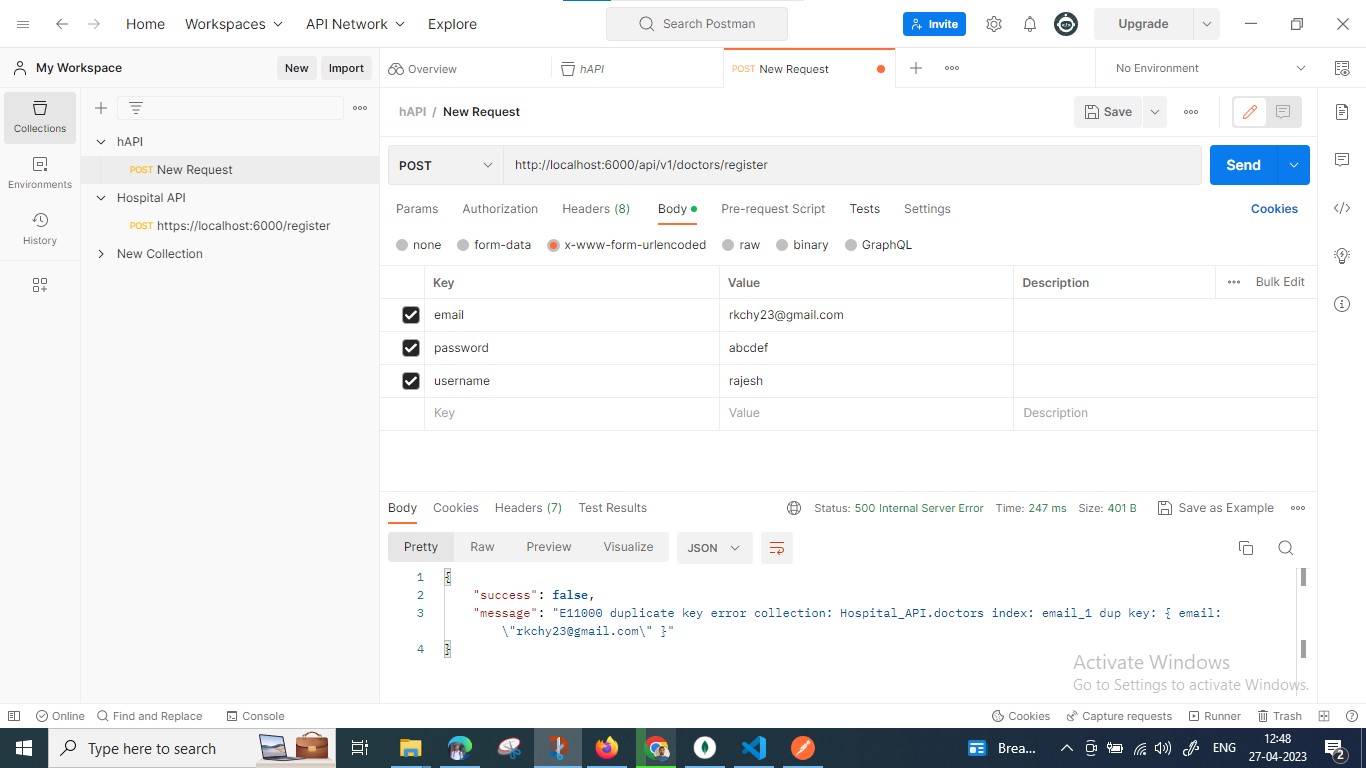 Home
Workspaces
API Network
Explore
Search Postman
Invite
Upgrade
My Workspace
New
Import
Overview
hAPI
POST New Request
No Environment
Collections
Environments
History
hAPI
POST New Request
Hospital API
POST https://localhost:6000/register
New Collection
hAPI / New Request
Save
POST
http://localhost:6000/api/v1/doctors/register
Send
Params
Authorization
Headers (8)
Body
Pre-request Script
Tests
Settings
Cookies
none
form-data
x-www-form-urlencoded
raw
binary
GraphQL
Key Value Description
Bulk Edit
email rkchy23@gmail.com
password abcdef
username rajesh
Key Value Description
Body
Cookies
Headers (7)
Test Results
Status: 500 Internal Server Error Time: 247 ms Size: 401 B
Save as Example
Pretty
Raw
Preview
Visualize
JSON
1 {
2 "success": false,
3 "message": "E11000 duplicate key error collection: Hospital_API.doctors index: email_1 dup key: { email:
\"rkchy23@gmail.com\" }"
4 }
Activate Windows
Go to Settings to activate Windows.
Online
Find and Replace
Console
Cookies
Capture requests
Runner
Trash
Type here to search
Brea...
ENG
12:48
27-04-2023
2